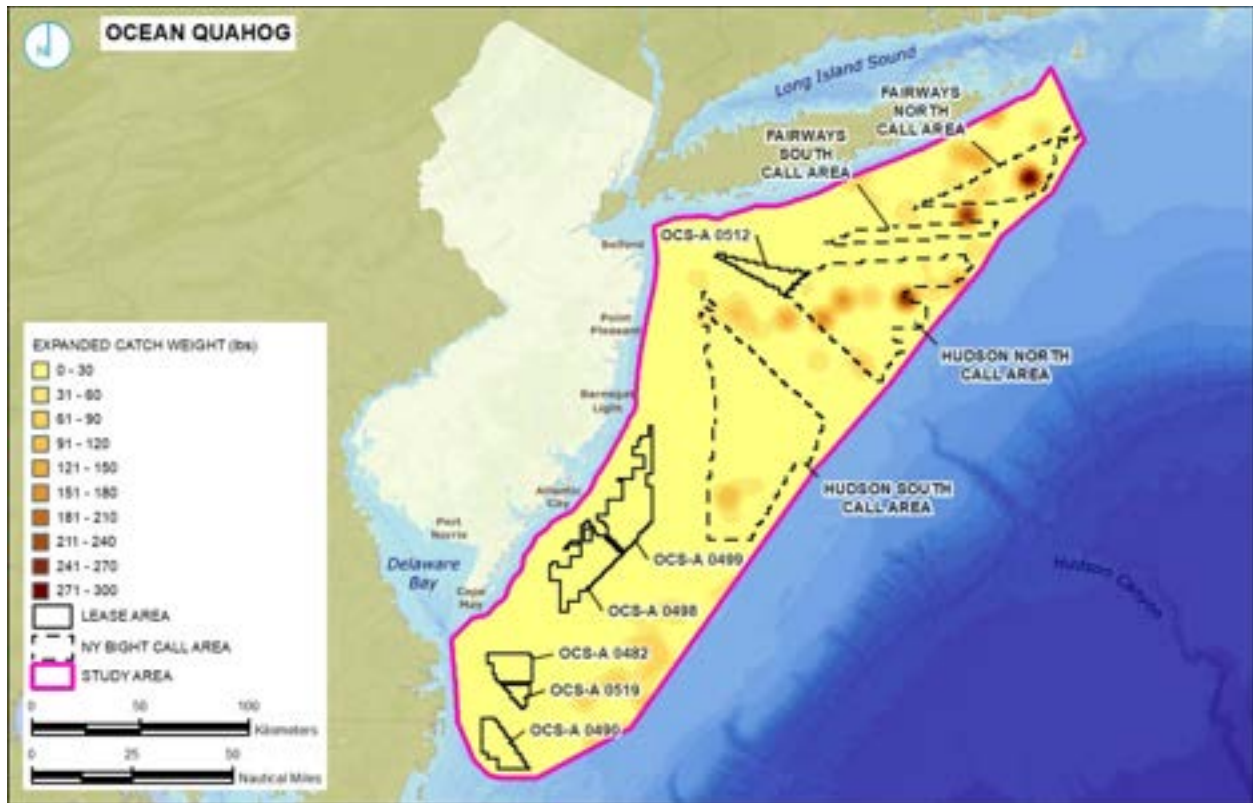 OCEAN QUAHOG
N
Long Island Sound
FAIRWAYS
NORTH
CALL AREA
FAIRWAYS
SOUTH
CALL AREA
OCS-A 0512
Belford
Point
Pleasant
HUDSON NORTH
CALL AREA
Barnegat
Light
HUDSON SOUTH
CALL AREA
Atlantic
City
Port
Norris
OCS-A 0499
Delaware
Bay
Cape
May
OCS-A 0498
Hudson Canyon
OCS-A 0482
OCS-A 0519
OCS-A 0490
EXPANDED CATCH WEIGHT (lbs)
0 - 30
31 - 60
61 - 90
91 - 120
121 - 150
151 - 180
181 - 210
211 - 240
241 - 270
271 - 300
LEASE AREA
NY BIGHT CALL AREA
STUDY AREA
0 50 100
Kilometers
0 25 50
Nautical Miles